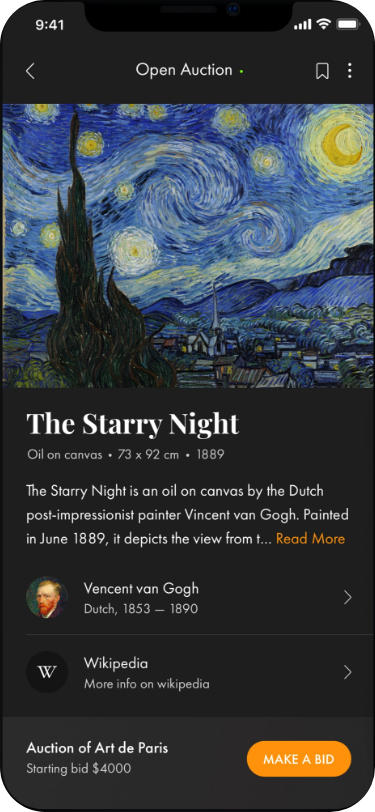 9:41
Open Auction
The Starry Night
Oil on canvas • 73 x 92 cm • 1889
The Starry Night is an oil on canvas by the Dutch
post-impressionist painter Vincent van Gogh. Painted
in June 1889, it depicts the view from t... Read More
Vencent van Gogh
Dutch, 1853 — 1890
W
Wikipedia
More info on wikipedia
Auction of Art de Paris
Starting bid $4000
MAKE A BID